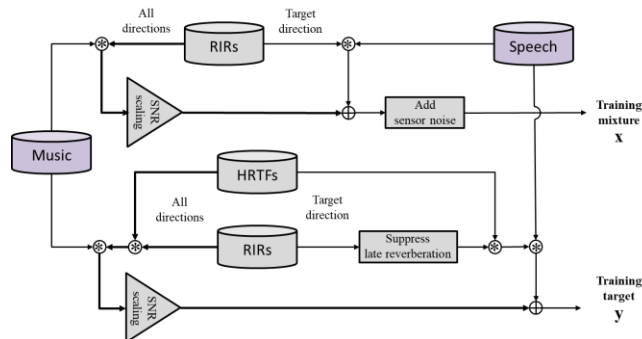 All
directions
RIRs
Target
direction
Speech
SNR
scaling
Add
sensor noise
Training
mixture
x
Music
HRTFs
All
directions
Target
direction
RIRs
Suppress
late reverberation
SNR
scaling
Training
target
y